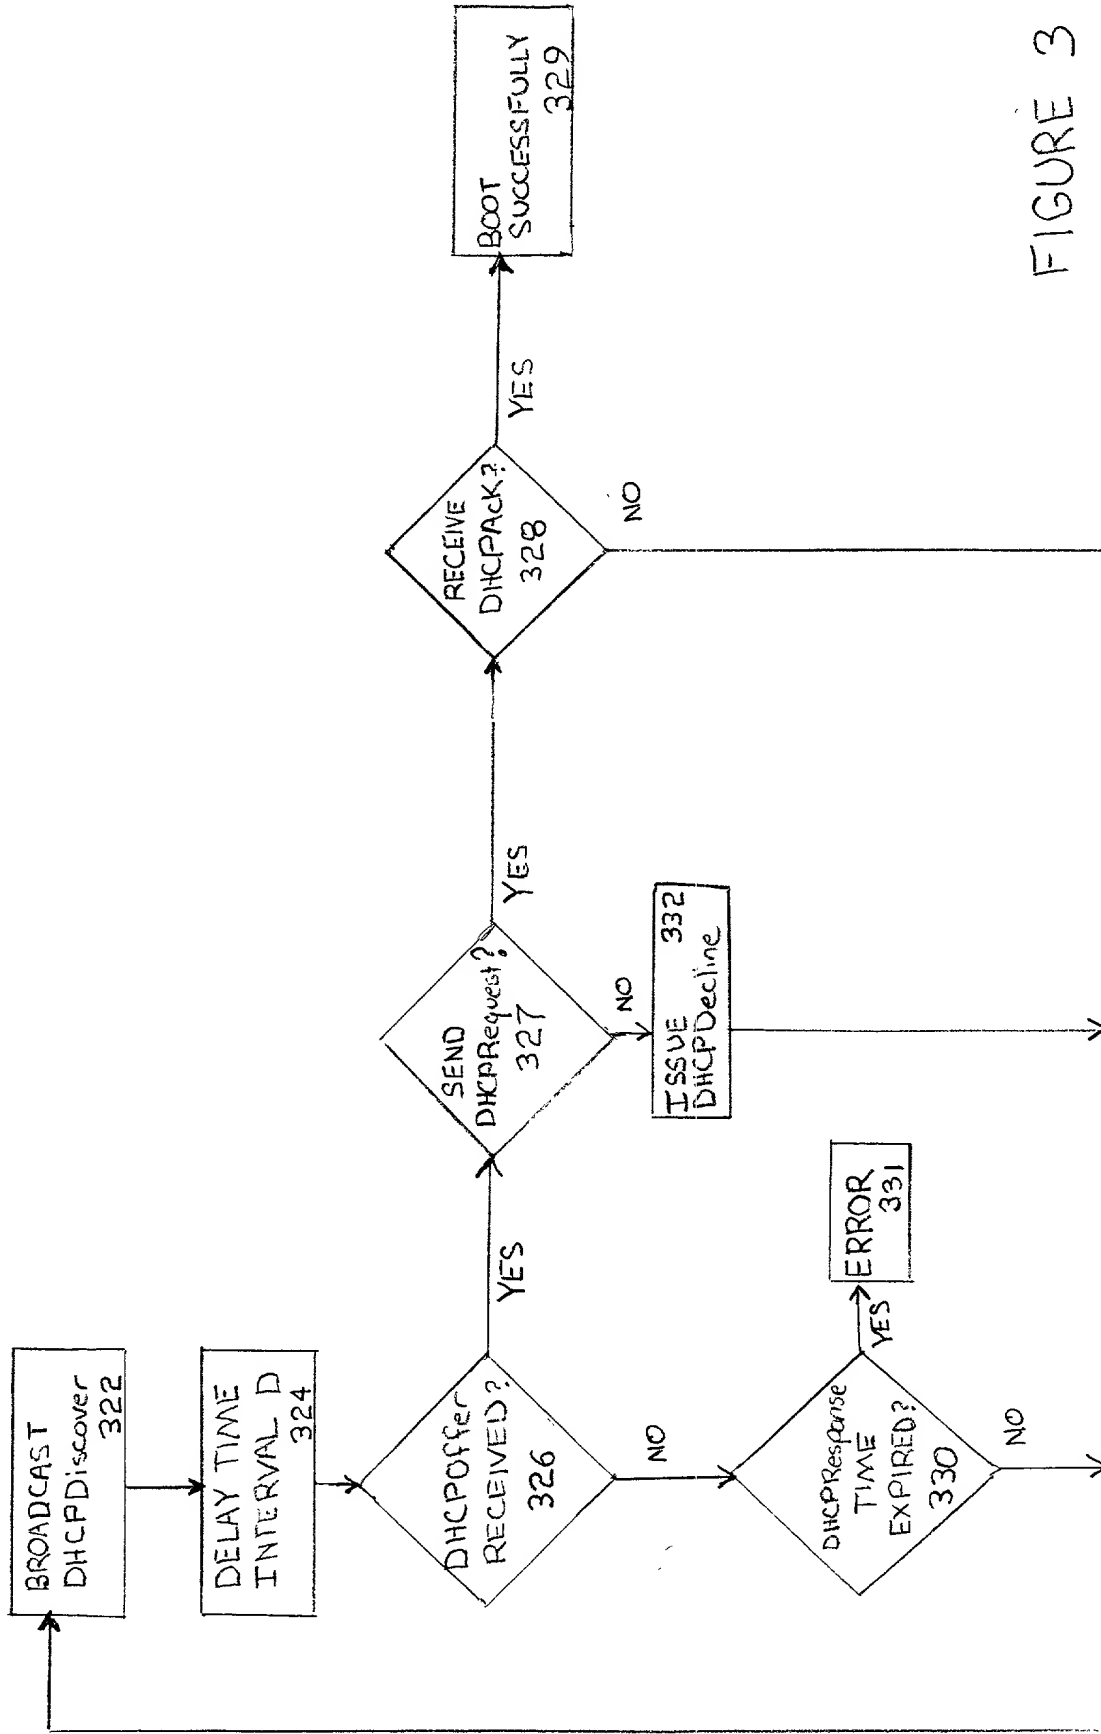 BROADCAST
DHCPDiscover
322
DELAY TIME
INTERVAL D
324
DHCPOffer
RECEIVED?
326
YES
NO
SEND
DHCPRequest?
327
YES
NO
RECEIVE
DHCPAcK?
328
YES
NO
BOOT
SUCCESSFULLY
329
ISSUE 332
DHCPDecline
DHCPResponse
TIME
EXPIRED?
330
YES
NO
ERROR
331
FIGURE 3